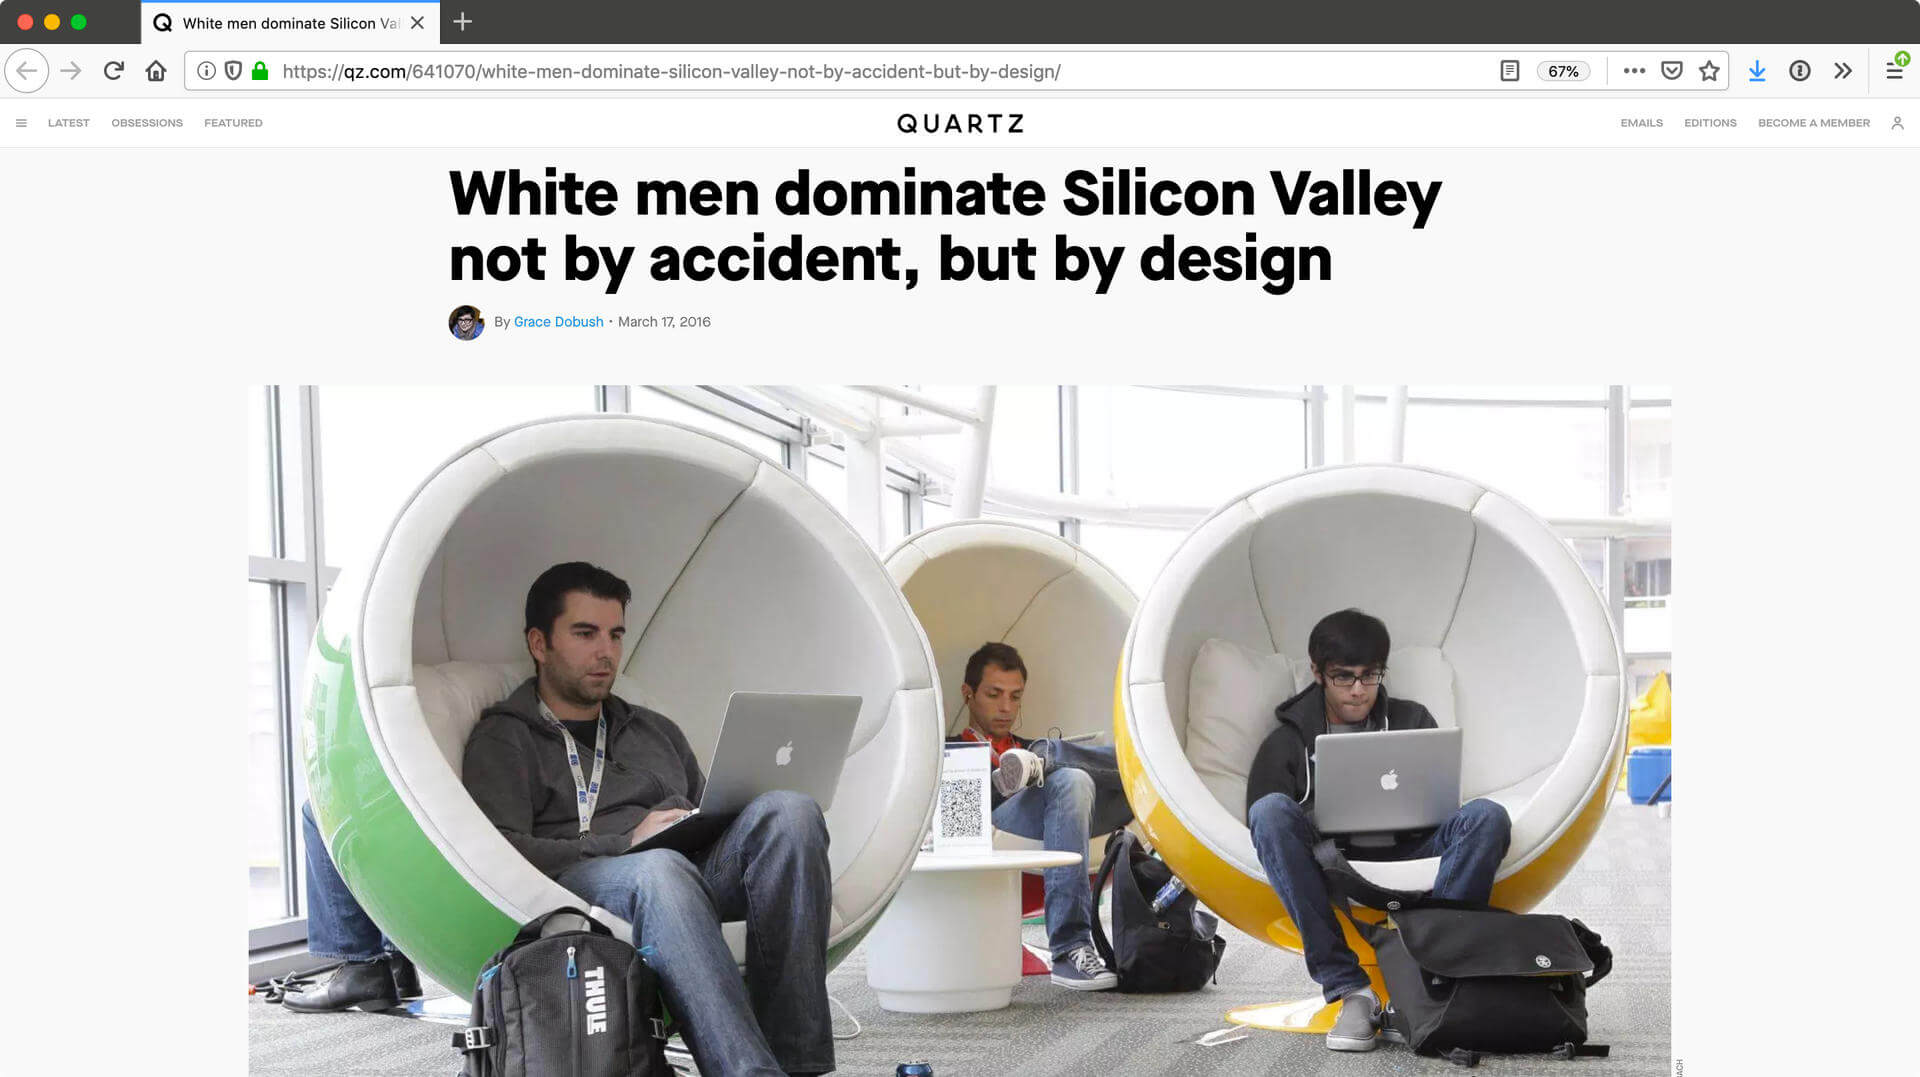 White men dominate Silicon Val
https://qz.com/641070/white-men-dominate-silicon-valley-not-by-accident-but-by-design/
67%
LATEST OBSESSIONS FEATURED
QUARTZ
EMAILS EDITIONS BECOME A MEMBER
White men dominate Silicon Valley
not by accident, but by design
By Grace Dobush · March 17, 2016
THULE